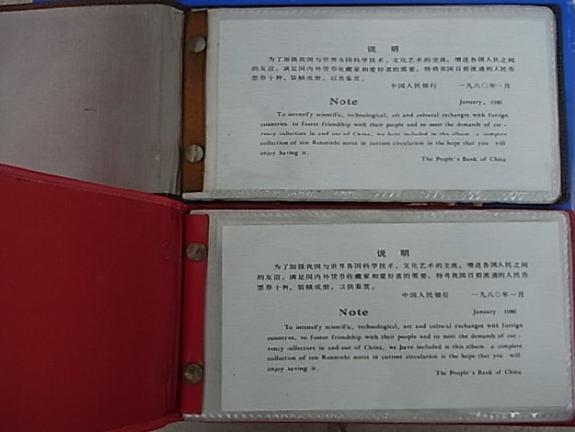 说 明
为了加强我国与世界各国科学技术、文化艺术的交流，增进各国人民之间
的友谊，满足国内外货币收藏家和爱好者的需要，特将我国目前流通的人民币
票券十种，装帧成册，以供鉴赏。
中国人民银行 一九八〇年一月
Note
January, 1980
To intensify scientific, technological, art and cultural exchanges with foreign
countries, to foster friendship with their people and to meet the demands of cur-
rency collectors in and out of China, we have included in this album a complete
collection of ten Renminbi notes in current circulation in the hope that you will
enjoy having it.
The People's Bank of China
说 明
为了加强我国与世界各国科学技术、文化艺术的交流，增进各国人民之间
的友谊，满足国内外货币收藏家和爱好者的需要，特将我国目前流通的人民币
票券十种，装帧成册，以供鉴赏。
中国人民银行 一九八〇年一月
Note
January, 1980
To intensify scientific, technological, art and cultural exchanges with foreign
countries, to foster friendship with their people and to meet the demands of cur-
rency collectors in and out of China, we have included in this album a complete
collection of ten Renminbi notes in current circulation in the hope that you will
enjoy having it.
The People's Bank of China